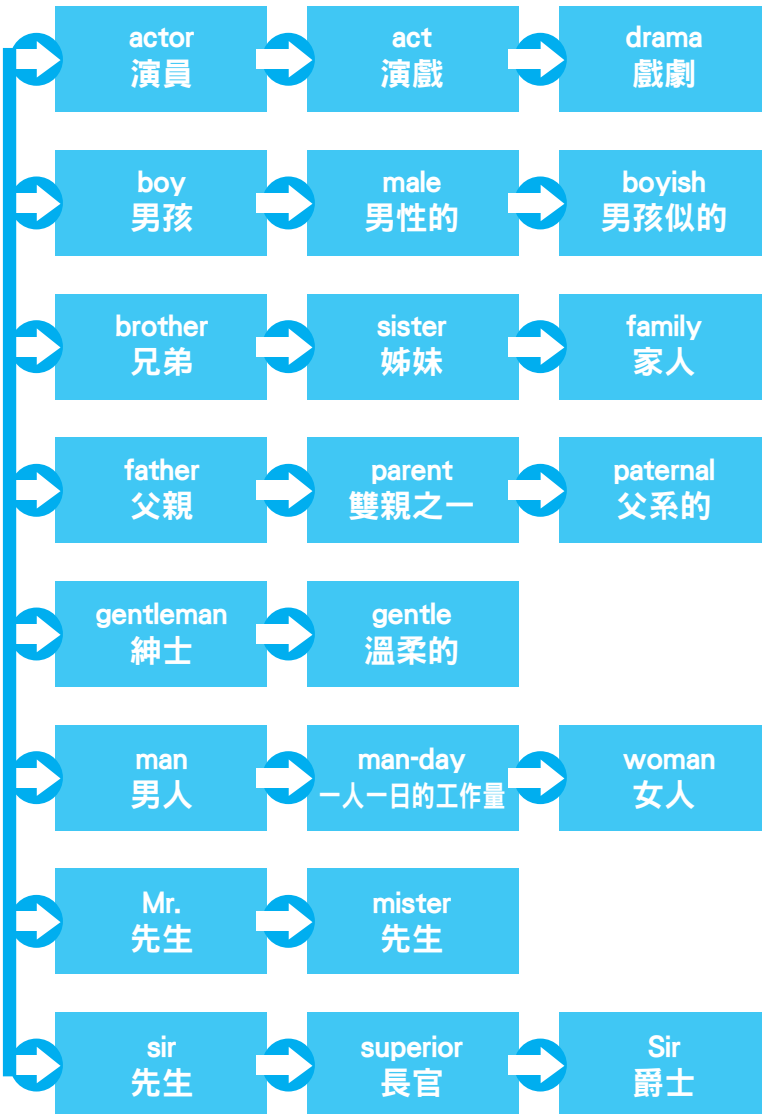 actor
演員
act
演戲
drama
戲劇
boy
男孩
male
男性的
boyish
男孩似的
brother
兄弟
sister
姊妹
family
家人
father
父親
parent
雙親之一
paternal
父系的
gentleman
紳士
gentle
溫柔的
man
男人
man-day
一人一日的工作量
woman
女人
Mr.
先生
mister
先生
sir
先生
superior
長官
Sir
爵士